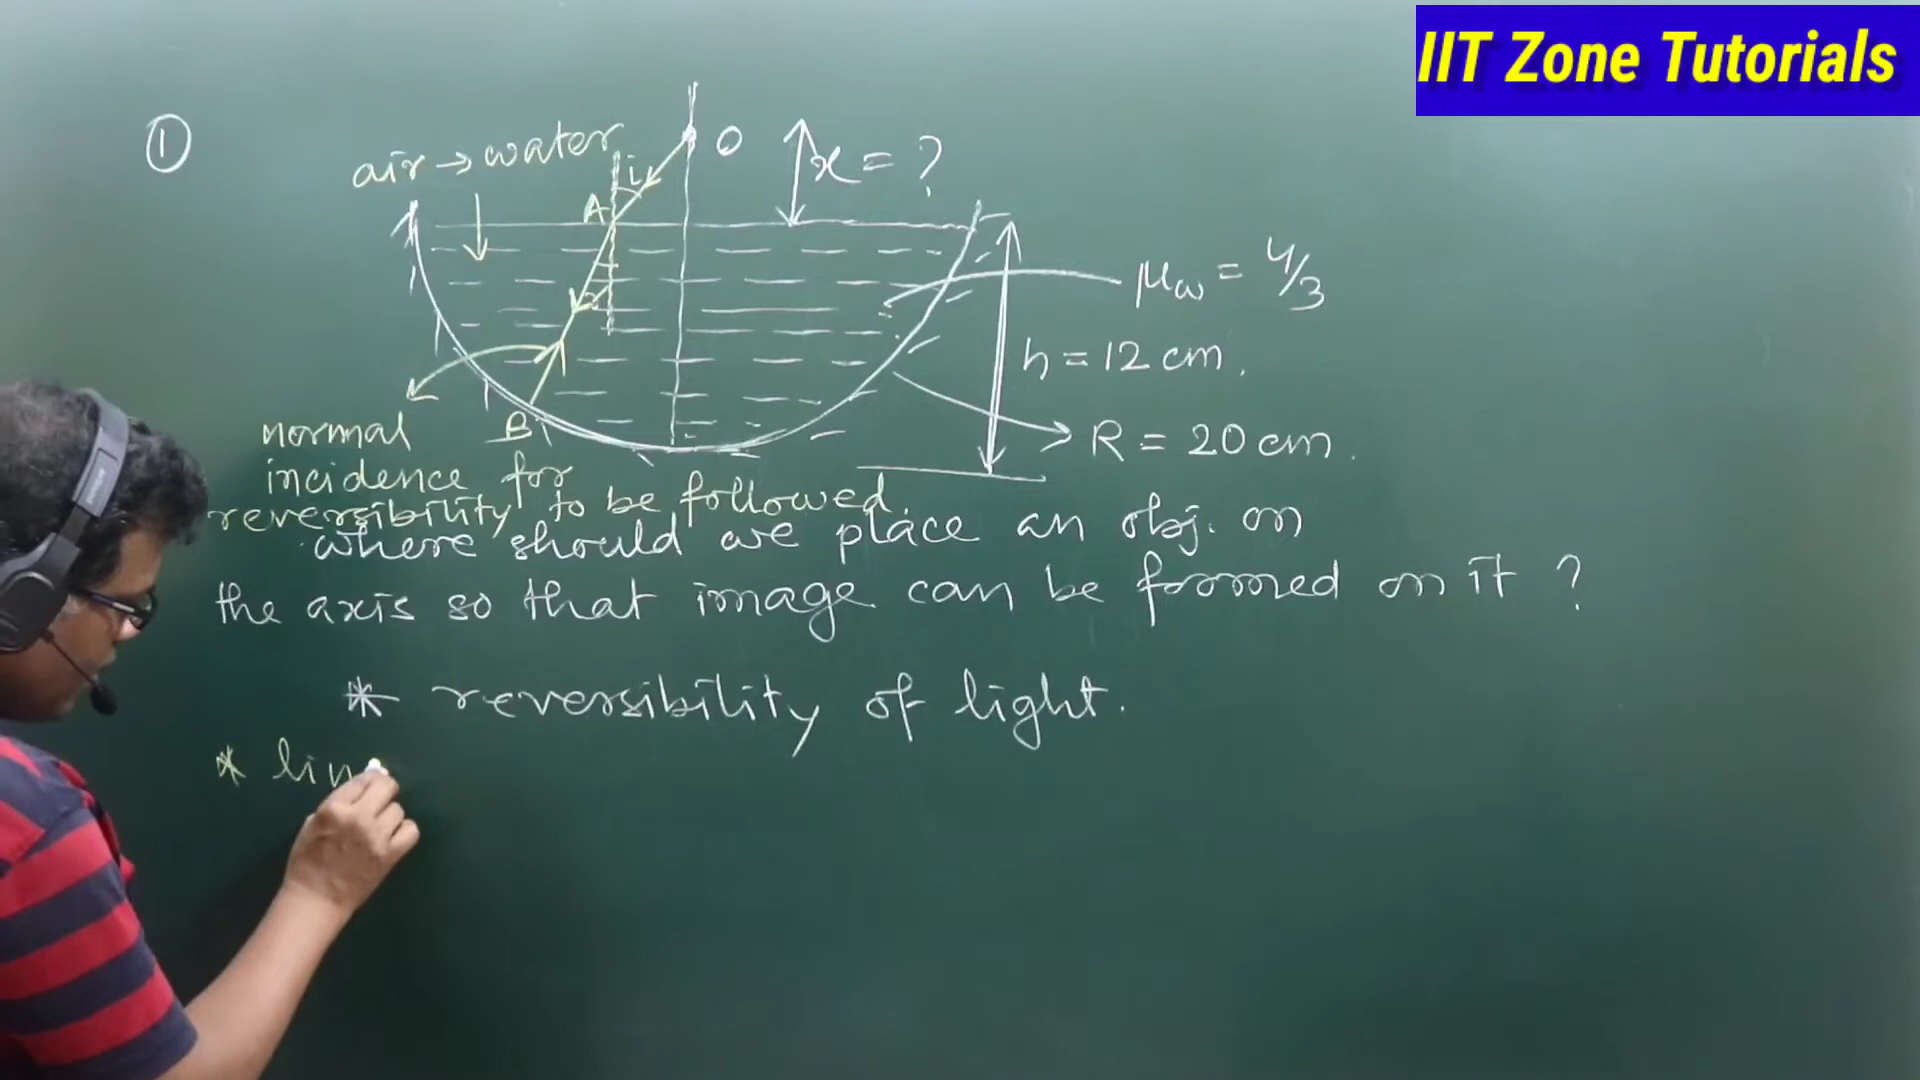 IIT Zone Tutorials
①
air → water
i
O
x = ?
A
r
μω = 4/3
h = 12 cm.
B
R = 20 cm.
normal
incidence for
reversibility to be followed.
where should we place an obj. on
the axis so that image can be formed on it ?
* reversibility of light.
* lin